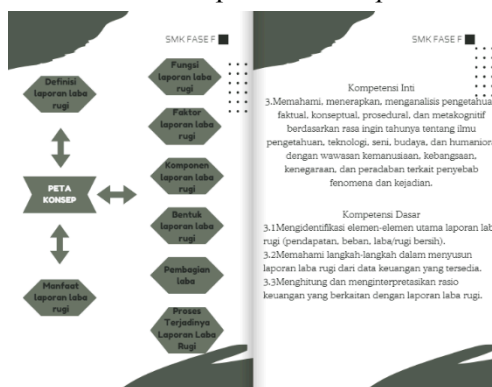 SMK FASE F
Definisi
laporan laba
rugi
PETA
KONSEP
Manfaat
laporan laba
rugi
Fungsi
laporan laba
rugi
Faktor
laporan laba
rugi
Komponen
laporan laba
rugi
Bentuk
laporan laba
rugi
Pembagian
laba
Proses
Terjadinya
Laporan Laba
Rugi
SMK FASE F
Kompetensi Inti
3.Memahami, menerapkan, menganalisis pengetahua
faktual, konseptual, prosedural, dan metakognitif
berdasarkan rasa ingin tahunya tentang ilmu
pengetahuan, teknologi, seni, budaya, dan humanior
dengan wawasan kemanusiaan, kebangsaan,
kenegaraan, dan peradaban terkait penyebab
fenomena dan kejadian.
Kompetensi Dasar
3.1Mengidentifikasi elemen-elemen utama laporan lab
rugi (pendapatan, beban, laba/rugi bersih).
3.2Memahami langkah-langkah dalam menyusun
laporan laba rugi dari data keuangan yang tersedia.
3.3Menghitung dan menginterpretasikan rasio
keuangan yang berkaitan dengan laporan laba rugi.